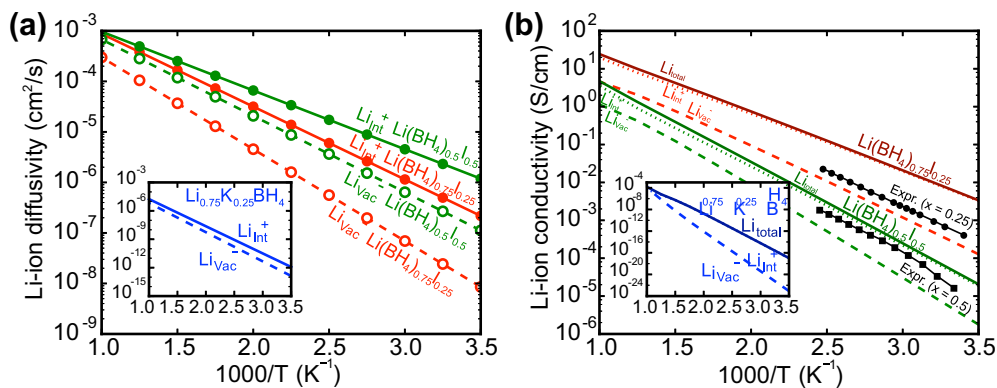 (a)
Li-ion diffusivity (cm²/s)
10⁻³
10⁻⁴
10⁻⁵
10⁻⁶
10⁻⁷
10⁻⁸
10⁻⁹
Li_Int⁺ Li(BH₄)₀.₅I₀.₅
Li_Int⁺ Li(BH₄)₀.₇₅I₀.₂₅
Li_Vac⁻ Li(BH₄)₀.₅I₀.₅
Li_Vac⁻ Li(BH₄)₀.₇₅I₀.₂₅
10⁻³
10⁻⁶
10⁻⁹
10⁻¹²
10⁻¹⁵
Li₀.₇₅K₀.₂₅BH₄
Li_Int⁺
Li_Vac⁻
1.0 1.5 2.0 2.5 3.0 3.5
1.0 1.5 2.0 2.5 3.0 3.5
1000/T (K⁻¹)
(b)
Li-ion conductivity (S/cm)
10²
10¹
10⁰
10⁻¹
10⁻²
10⁻³
10⁻⁴
10⁻⁵
10⁻⁶
Li_total
Li_Int⁺
Li_Vac⁻
Li(BH₄)₀.₇₅I₀.₂₅
Li_Int⁺
Li_Vac⁻
Li_total
Li(BH₄)₀.₅I₀.₅
Expr. (x = 0.25)
Expr. (x = 0.5)
10⁻⁴
10⁻⁸
10⁻¹²
10⁻¹⁶
10⁻²⁰
10⁻²⁴
Li₀.₇₅K₀.₂₅BH₄
Li_total
Li_Vac⁻
Li_Int⁺
1.0 1.5 2.0 2.5 3.0 3.5
1.0 1.5 2.0 2.5 3.0 3.5
1000/T (K⁻¹)